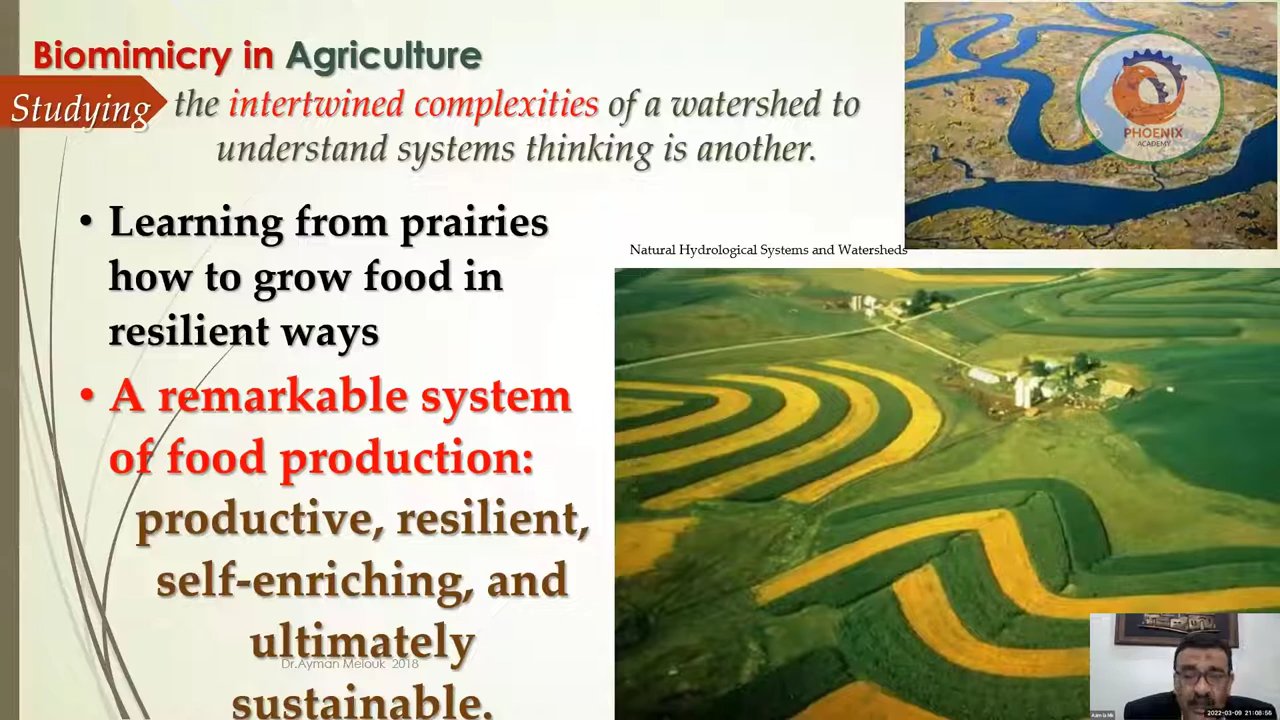 Biomimicry in Agriculture
Studying the intertwined complexities of a watershed to
understand systems thinking is another.
PHOENIX
ACADEMY
Natural Hydrological Systems and Watersheds
• Learning from prairies
how to grow food in
resilient ways
• A remarkable system
of food production:
productive, resilient,
self-enriching, and
ultimately
Dr.Ayman Melouk 2018
sustainable.
2022-03-09 21:08:56